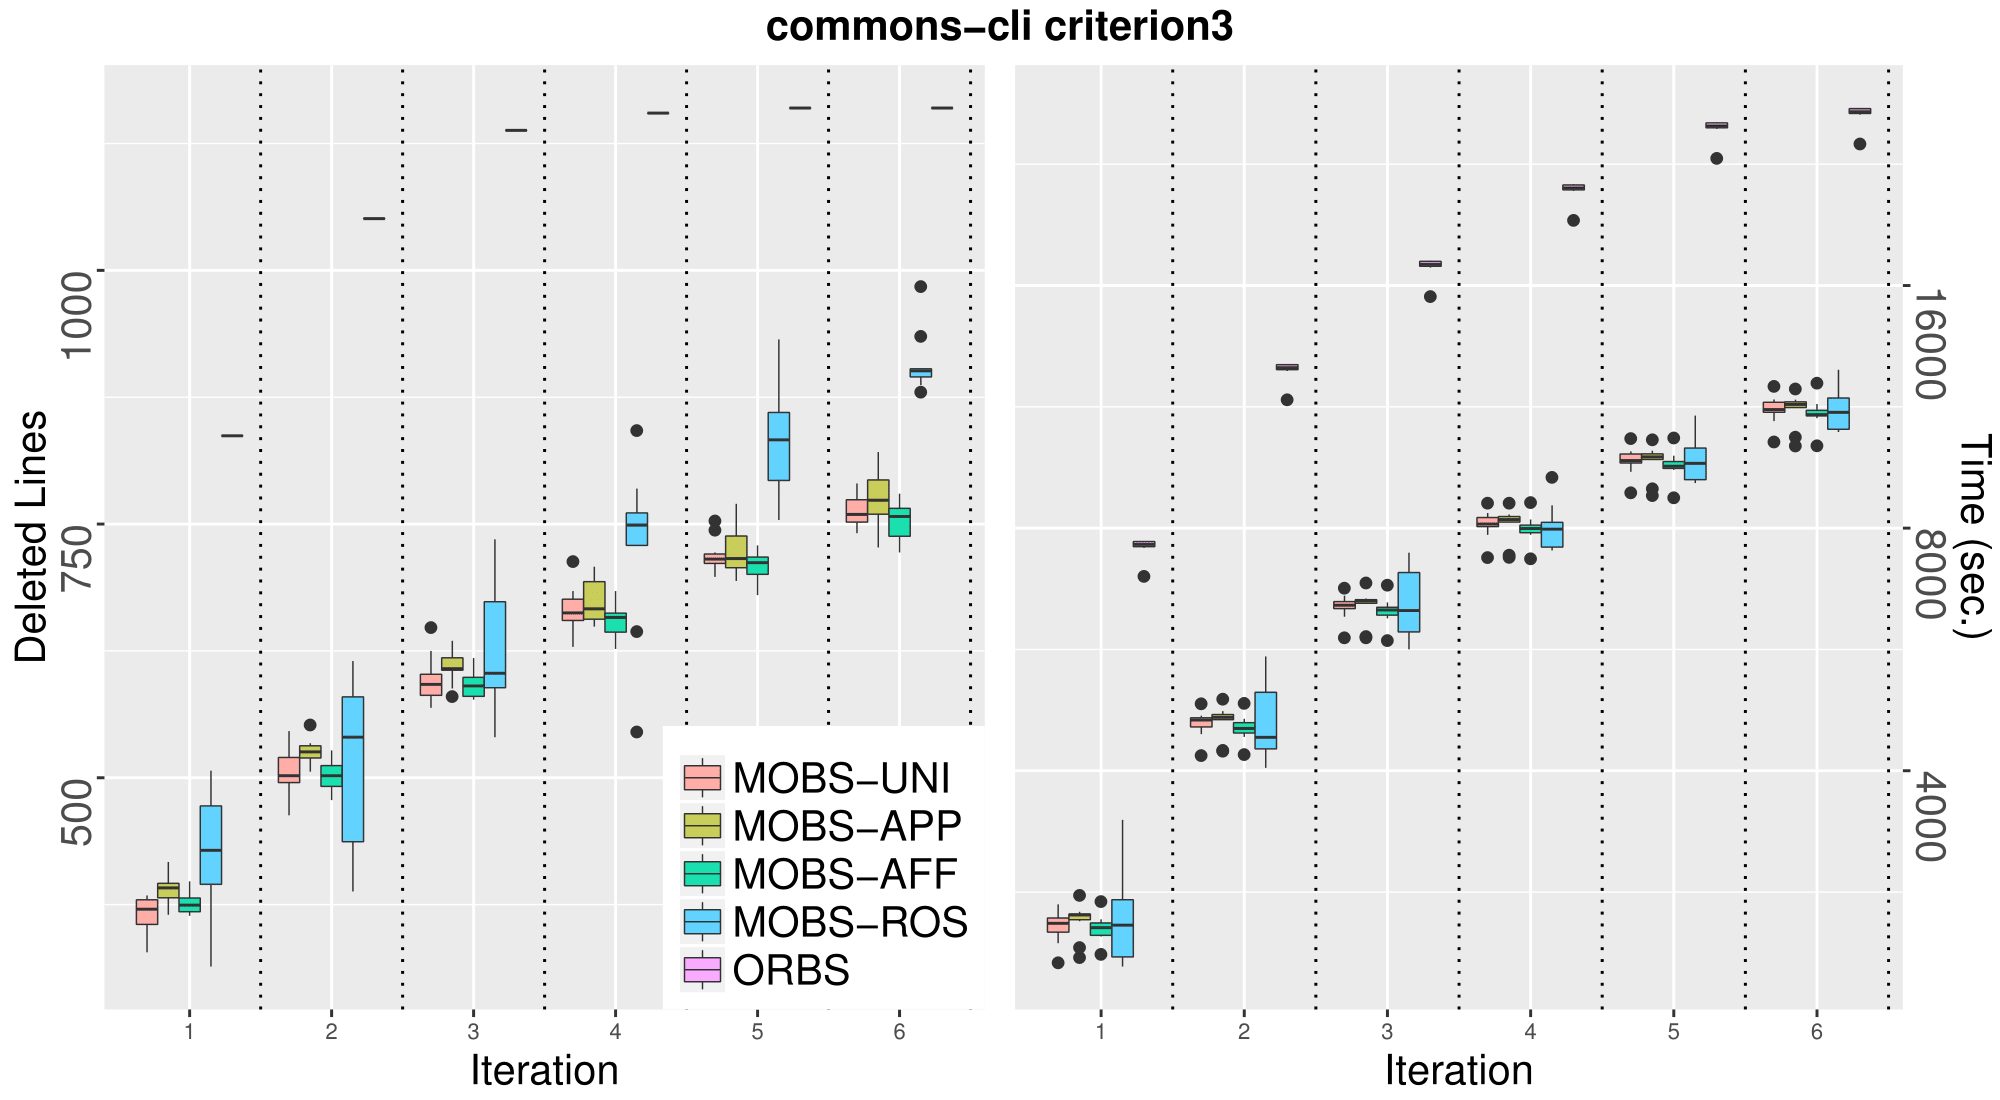 commons−cli criterion3
Deleted Lines
1000
750
500
1 2 3 4 5 6
Iteration
MOBS−UNI
MOBS−APP
MOBS−AFF
MOBS−ROS
ORBS
1 2 3 4 5 6
Iteration
16000
8000
4000
Time (sec.)